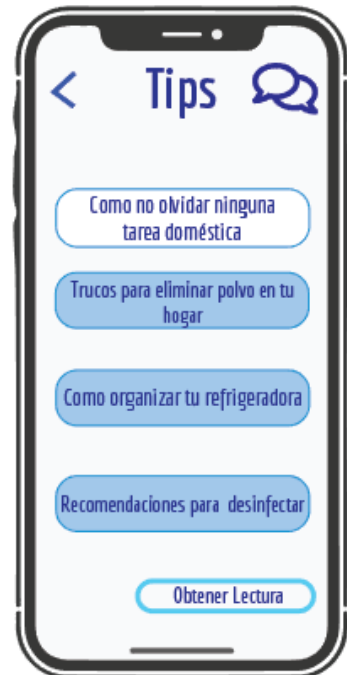 Tips
Como no olvidar ninguna
tarea doméstica
Trucos para eliminar polvo en tu
hogar
Como organizar tu refrigeradora
Recomendaciones para desinfectar
Obtener Lectura